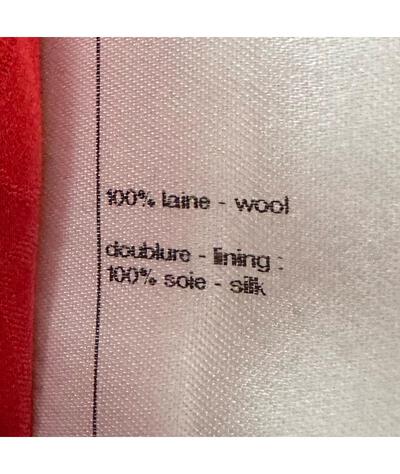 100% laine - wool
doublure - lining :
100% soie - silk